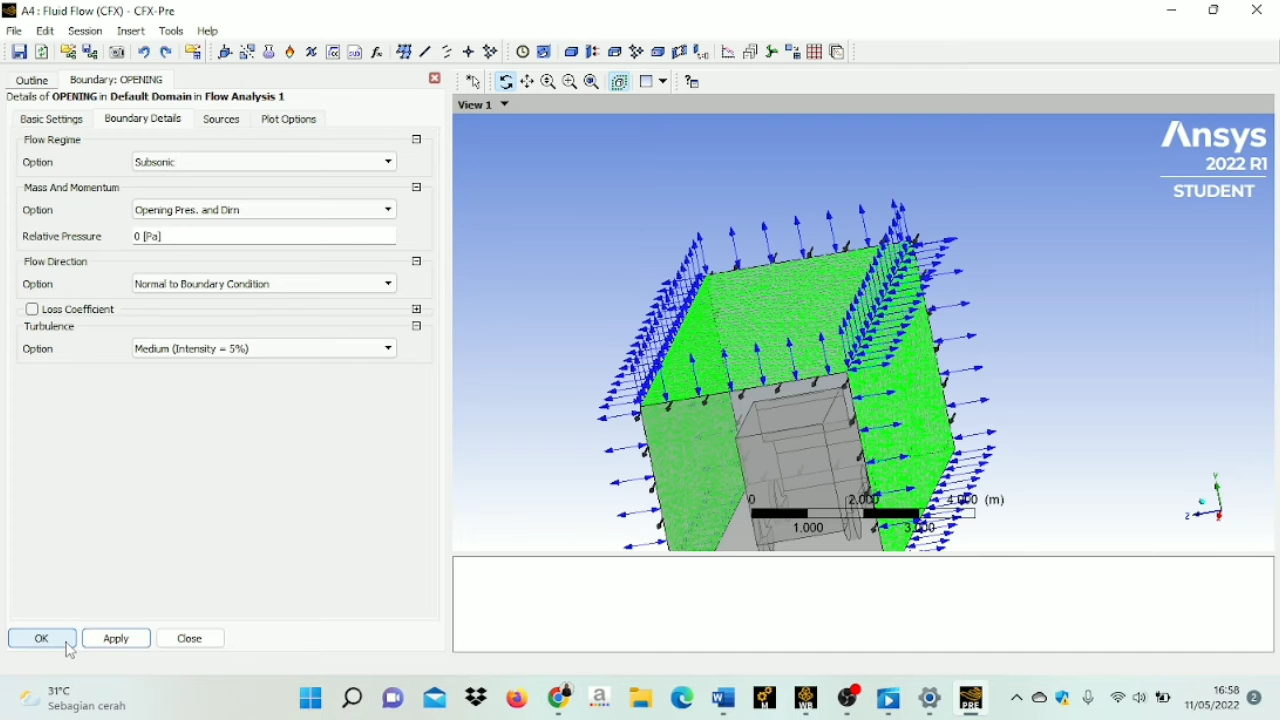 A4 : Fluid Flow (CFX) - CFX-Pre
File Edit Session Insert Tools Help
Outline Boundary: OPENING
Details of OPENING in Default Domain in Flow Analysis 1
Basic Settings Boundary Details Sources Plot Options
Flow Regime
Option Subsonic
Mass And Momentum
Option Opening Pres. and Dirn
Relative Pressure 0 [Pa]
Flow Direction
Option Normal to Boundary Condition
Loss Coefficient
Turbulence
Option Medium (Intensity = 5%)
OK Apply Close
View 1
Ansys
2022 R1
STUDENT
0 2.000 4.000 (m)
1.000 3.000
Y
Z
31°C
Sebagian cerah
a
M
WB
PRE
16:58
11/05/2022
2